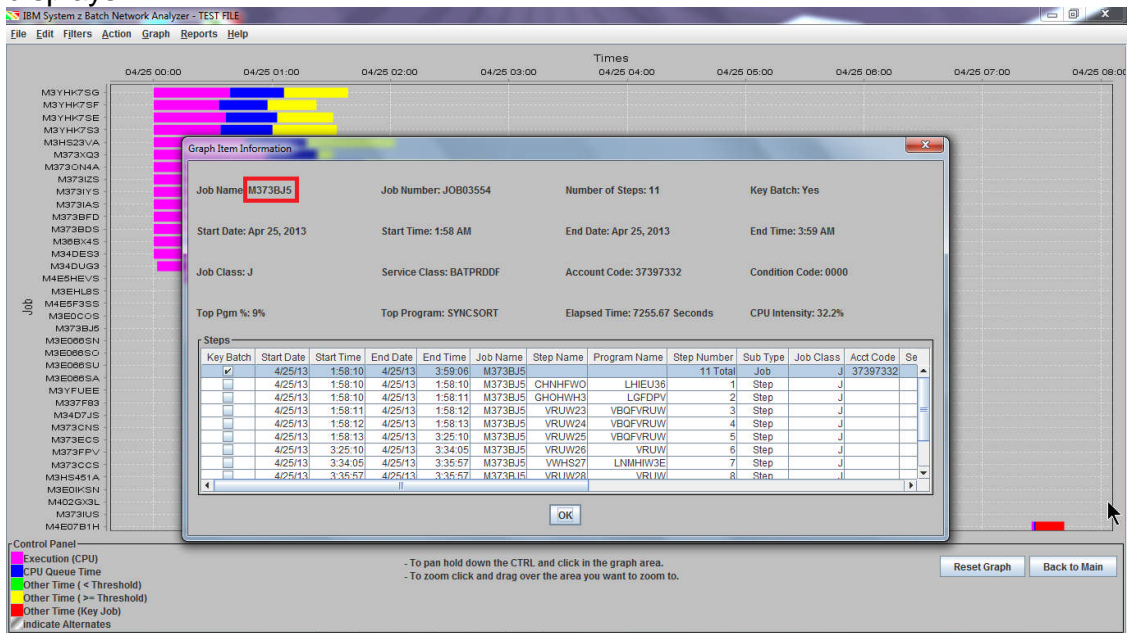 IBM System z Batch Network Analyzer - TEST FILE
File Edit Filters Action Graph Reports Help
Times
04/25 00:00 04/25 01:00 04/25 02:00 04/25 03:00 04/25 04:00 04/25 05:00 04/25 06:00 04/25 07:00 04/25 08:00
M3YHK7SG
M3YHK7SF
M3YHK7SE
M3YHK7S3
M3HS23VA
M373XQ3
M373ON4A
M373IZS
M373IYS
M373IAS
M373BFD
M373BDS
M36BX4S
M34DES3
M34DUG3
M4E5HEVS
M3EHL8S
M4E5F3SS
M3E0COS
M373BJ5
M3E066SN
M3E066SO
M3E066SU
M3E066SA
M3YFUEE
M337F83
M34D7JS
M373CNS
M373ECS
M373FPV
M373CCS
M3HS451A
M3E0IKSN
M402GX3L
M373IUS
M4E07B1H
Job
Graph Item Information
Job Name: M373BJ5 Job Number: JOB03554 Number of Steps: 11 Key Batch: Yes
Start Date: Apr 25, 2013 Start Time: 1:58 AM End Date: Apr 25, 2013 End Time: 3:59 AM
Job Class: J Service Class: BATPRDDF Account Code: 37397332 Condition Code: 0000
Top Pgm %: 9% Top Program: SYNCSORT Elapsed Time: 7255.67 Seconds CPU Intensity: 32.2%
Steps
Key Batch Start Date Start Time End Date End Time Job Name Step Name Program Name Step Number Sub Type Job Class Acct Code Se
4/25/13 1:58:10 4/25/13 3:59:06 M373BJ5 11 Total Job J 37397332
4/25/13 1:58:10 4/25/13 1:58:10 M373BJ5 CHNHFWO LHIEU36 1 Step J
4/25/13 1:58:10 4/25/13 1:58:11 M373BJ5 GHOHWH3 LGFDPV 2 Step J
4/25/13 1:58:11 4/25/13 1:58:12 M373BJ5 VRUW23 VBQFVRUW 3 Step J
4/25/13 1:58:12 4/25/13 1:58:13 M373BJ5 VRUW24 VBQFVRUW 4 Step J
4/25/13 1:58:13 4/25/13 3:25:10 M373BJ5 VRUW25 VBQFVRUW 5 Step J
4/25/13 3:25:10 4/25/13 3:34:05 M373BJ5 VRUW26 VRUW 6 Step J
4/25/13 3:34:05 4/25/13 3:35:57 M373BJ5 VWHS27 LNMHIW3E 7 Step J
4/25/13 3:35:57 4/25/13 3:35:57 M373BJ5 VRUW28 VRUW 8 Step J
OK
Control Panel
Execution (CPU)
CPU Queue Time
Other Time ( < Threshold)
Other Time ( >= Threshold)
Other Time (Key Job)
indicate Alternates
- To pan hold down the CTRL and click in the graph area.
- To zoom click and drag over the area you want to zoom to.
Reset Graph Back to Main